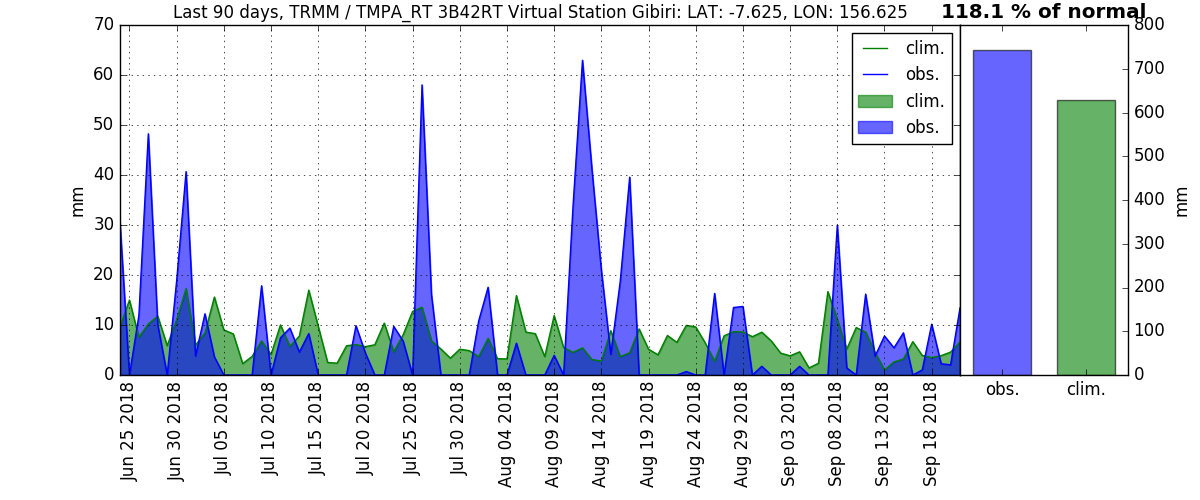 Last 90 days, TRMM / TMPA_RT 3B42RT Virtual Station Gibiri: LAT: -7.625, LON: 156.625
118.1 % of normal
70
60
50
40
30
20
10
0
mm
clim.
obs.
clim.
obs.
800
700
600
500
400
300
200
100
0
mm
obs.
clim.
Jun 25 2018
Jun 30 2018
Jul 05 2018
Jul 10 2018
Jul 15 2018
Jul 20 2018
Jul 25 2018
Jul 30 2018
Aug 04 2018
Aug 09 2018
Aug 14 2018
Aug 19 2018
Aug 24 2018
Aug 29 2018
Sep 03 2018
Sep 08 2018
Sep 13 2018
Sep 18 2018